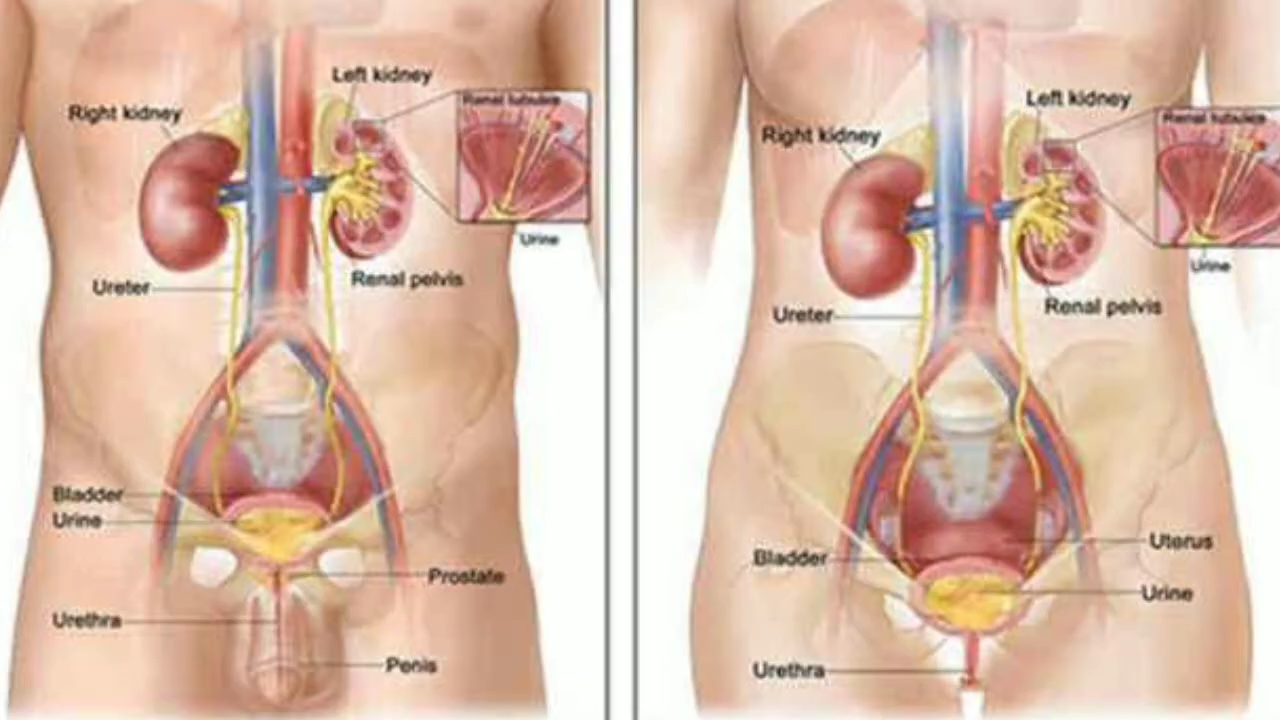 Left kidney
Right kidney
Renal tubules
Urine
Ureter
Renal pelvis
Bladder
Urine
Prostate
Urethra
Penis
Left kidney
Right kidney
Renal tubules
Urine
Renal pelvis
Ureter
Uterus
Bladder
Urine
Urethra